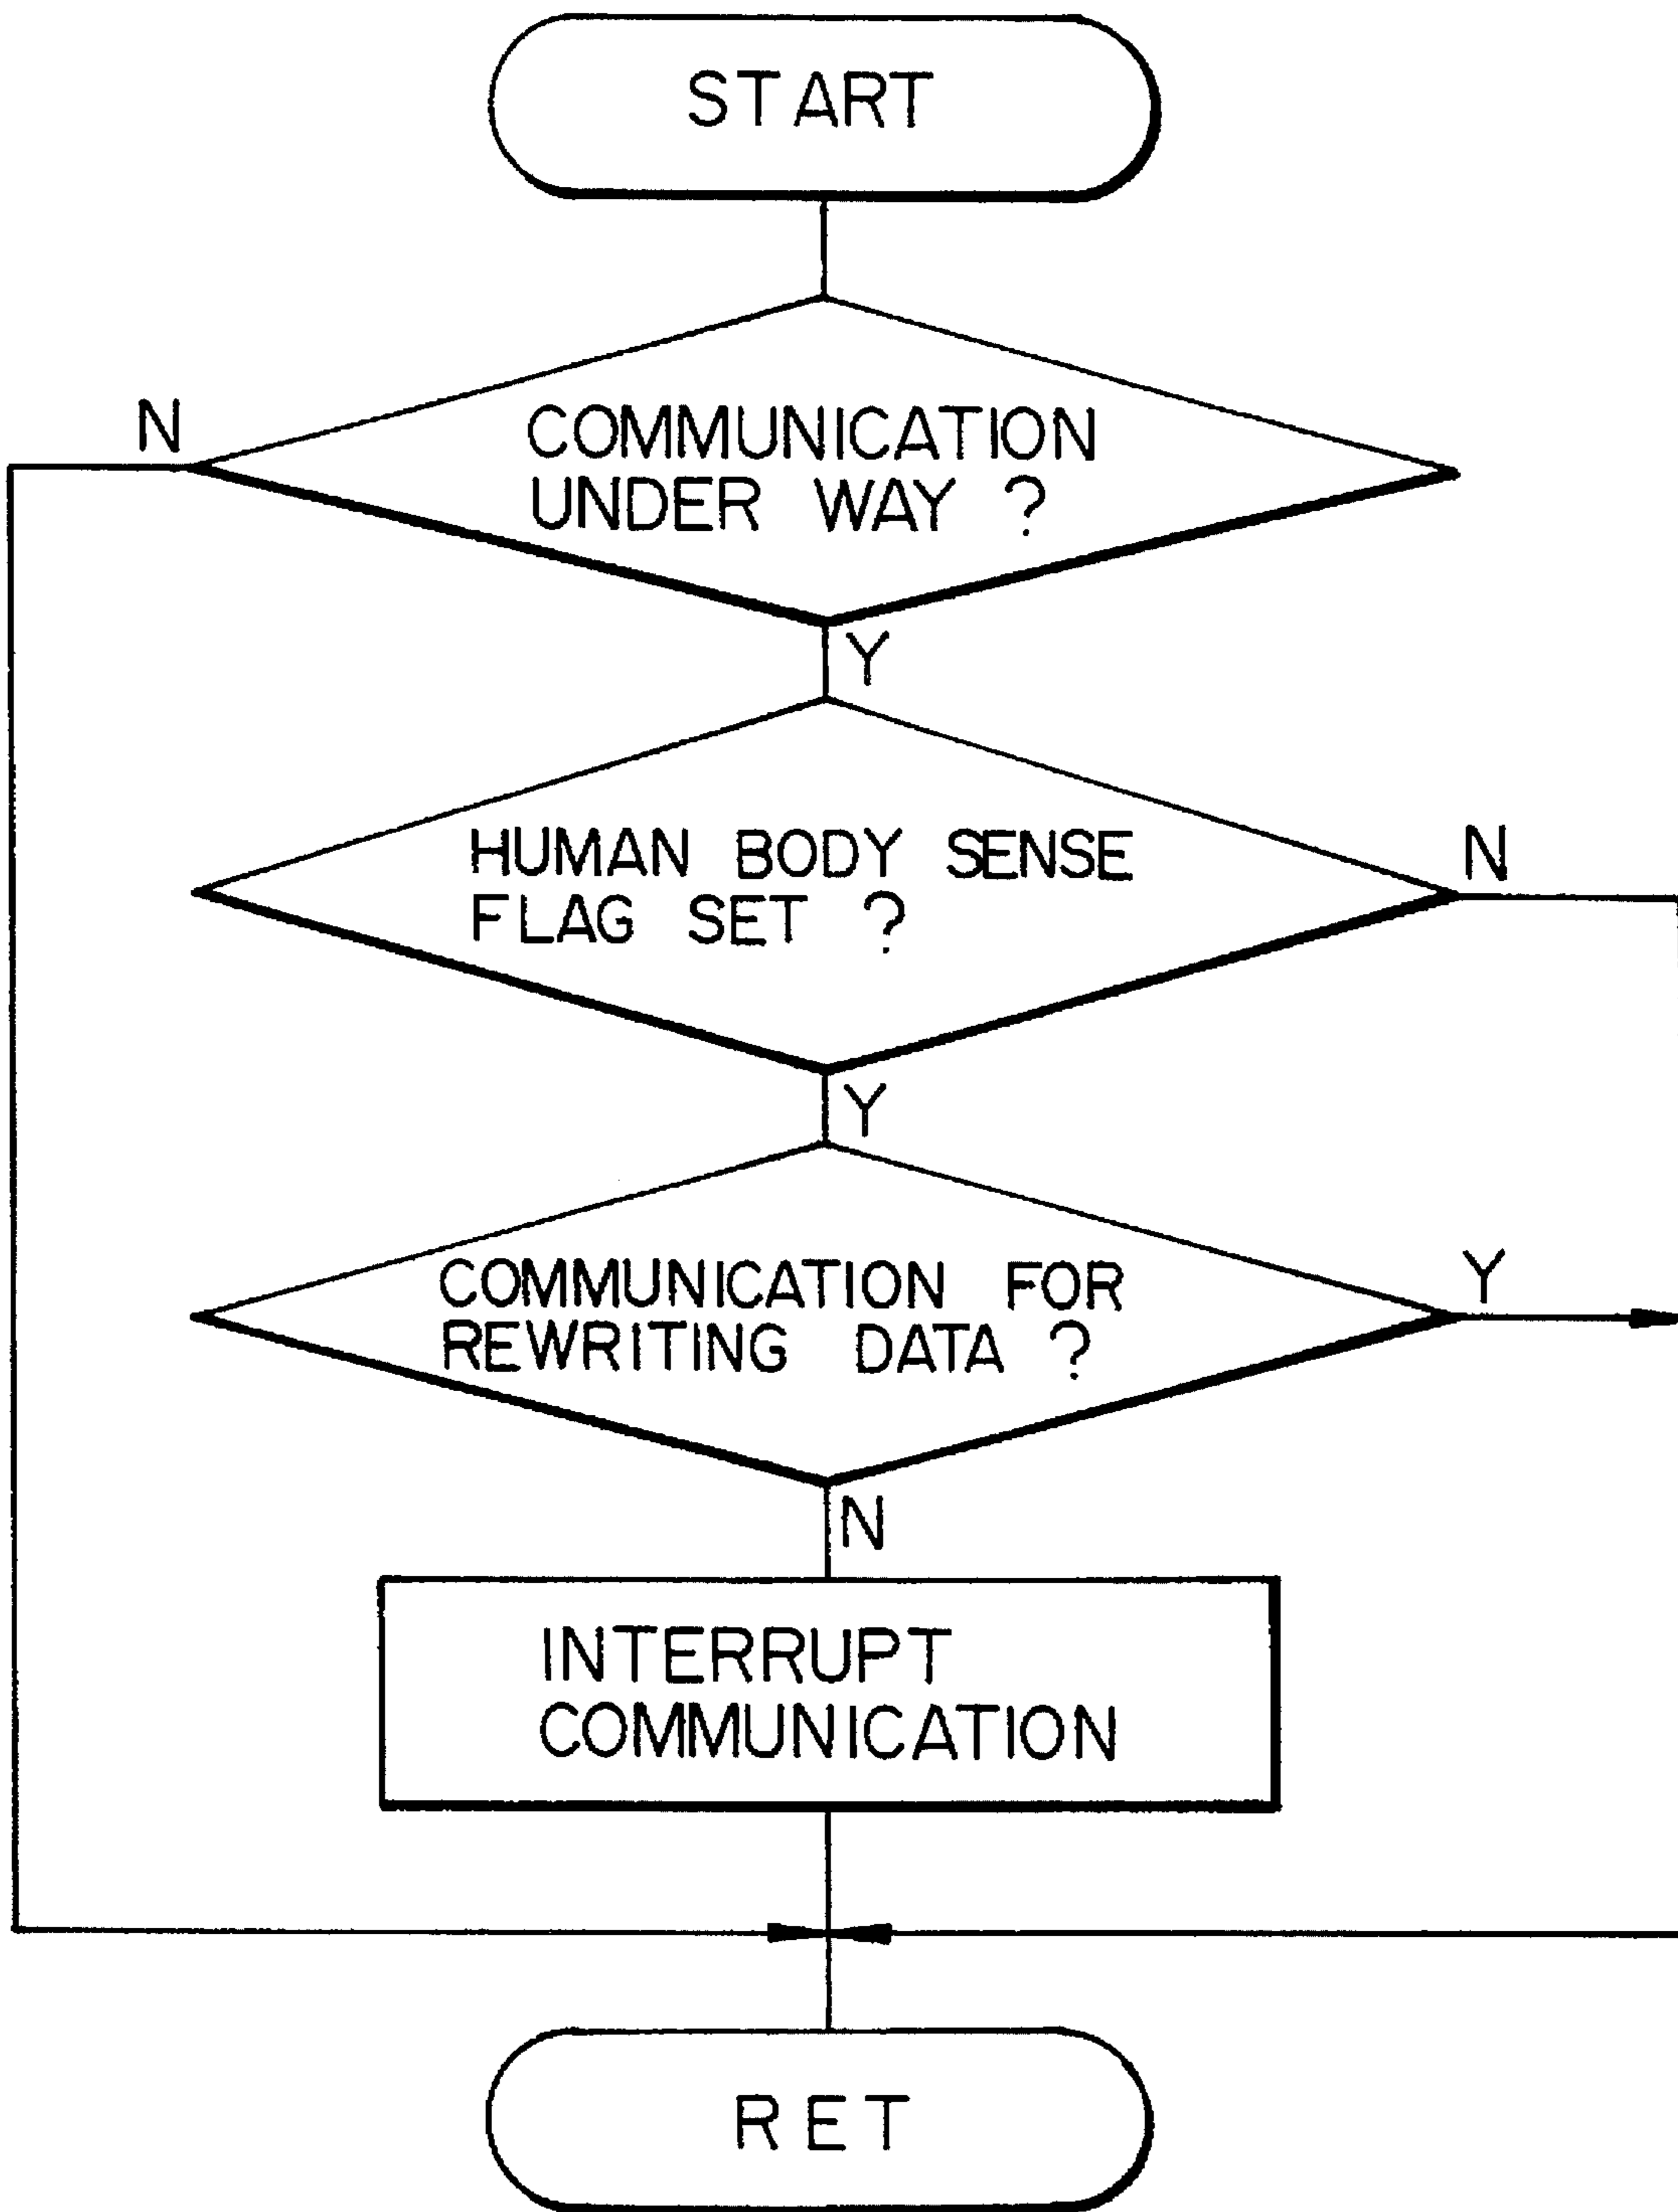 START
N
COMMUNICATION
UNDER WAY ?
Y
HUMAN BODY SENSE
FLAG SET ?
N
Y
COMMUNICATION FOR
REWRITING DATA ?
Y
N
INTERRUPT
COMMUNICATION
RET